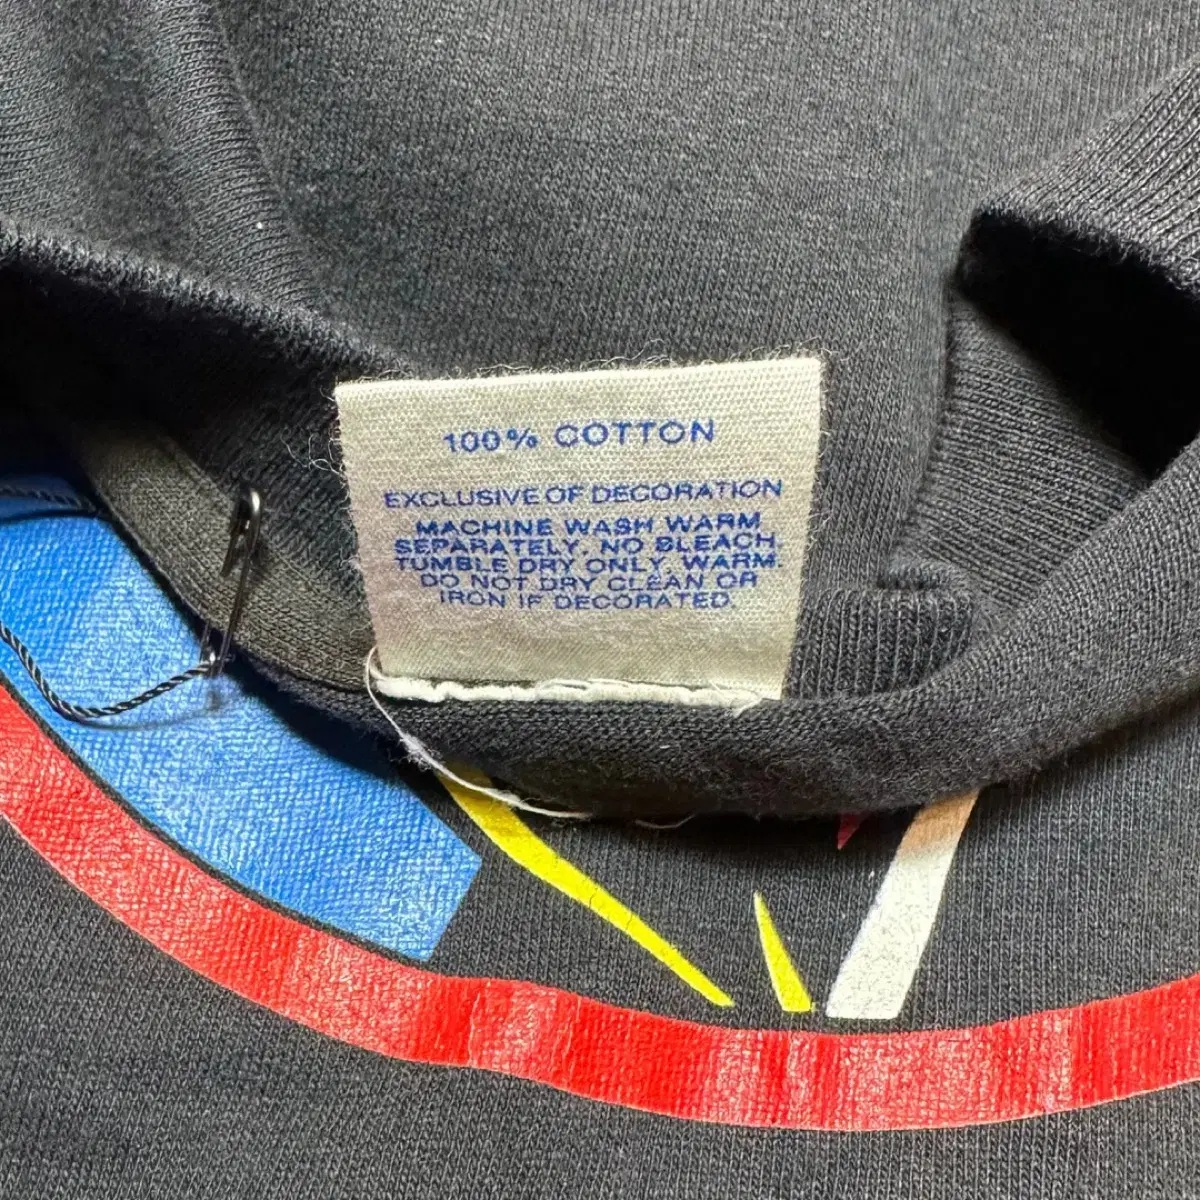 100% COTTON
EXCLUSIVE OF DECORATION
MACHINE WASH WARM
SEPARATELY. NO BLEACH
TUMBLE DRY ONLY, WARM.
DO NOT DRY CLEAN OR
IRON IF DECORATED.